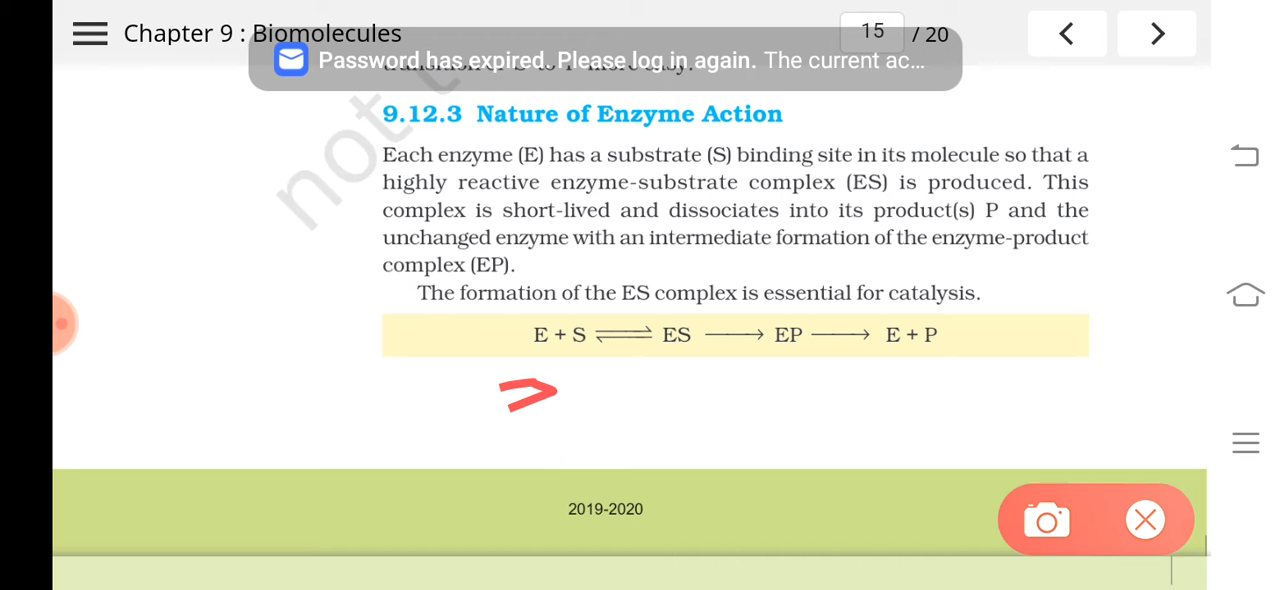 Chapter 9 : Biomolecules
15 / 20
Password has expired. Please log in again. The current ac...
9.12.3 Nature of Enzyme Action
Each enzyme (E) has a substrate (S) binding site in its molecule so that a
highly reactive enzyme-substrate complex (ES) is produced. This
complex is short-lived and dissociates into its product(s) P and the
unchanged enzyme with an intermediate formation of the enzyme-product
complex (EP).
The formation of the ES complex is essential for catalysis.
E + S ⇌ ES ⟶ EP ⟶ E + P
2019-2020
not t